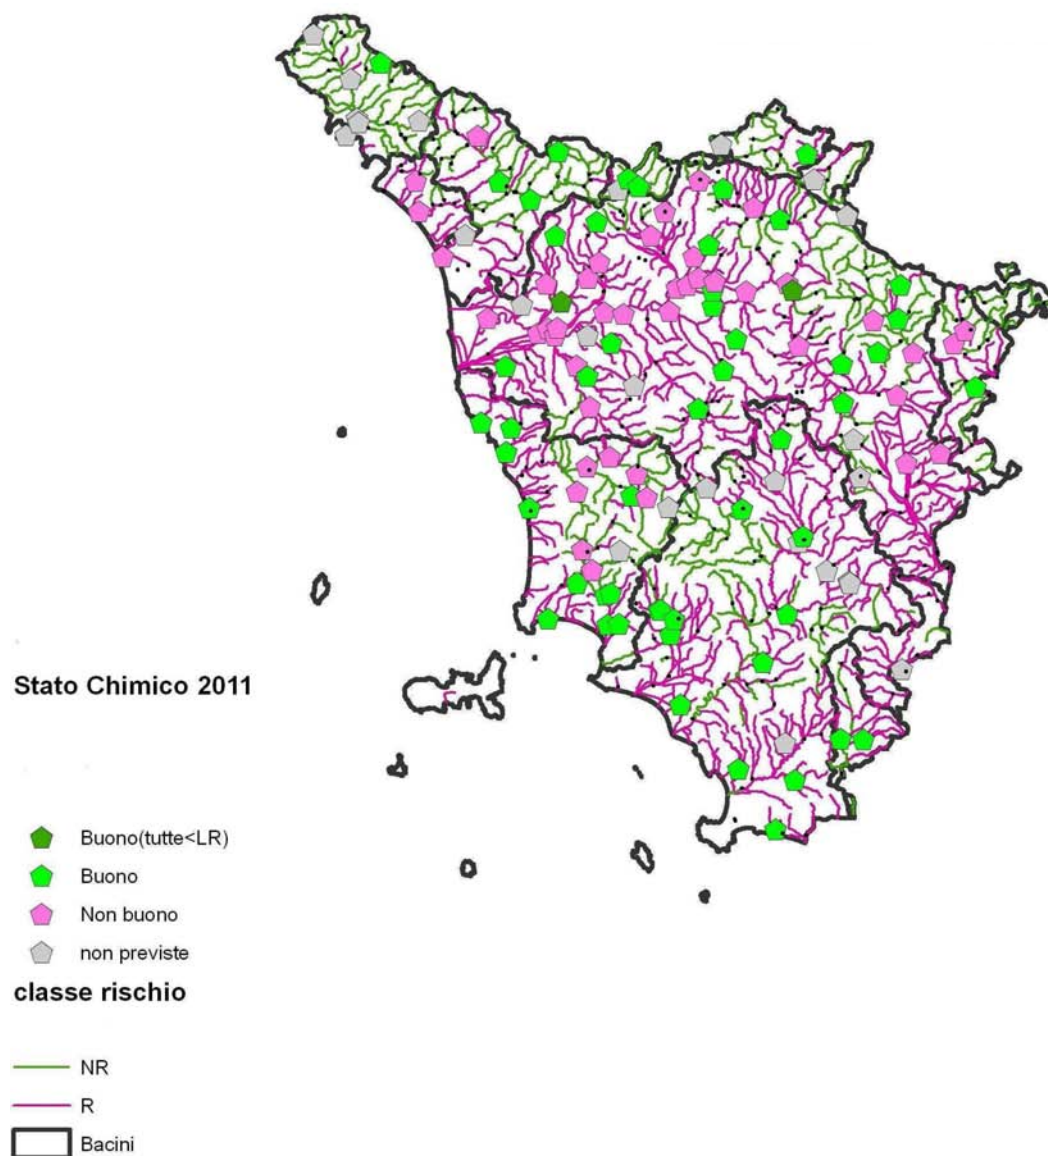 Stato Chimico 2011
Buono(tutte<LR)
Buono
Non buono
non previste
classe rischio
NR
R
Bacini